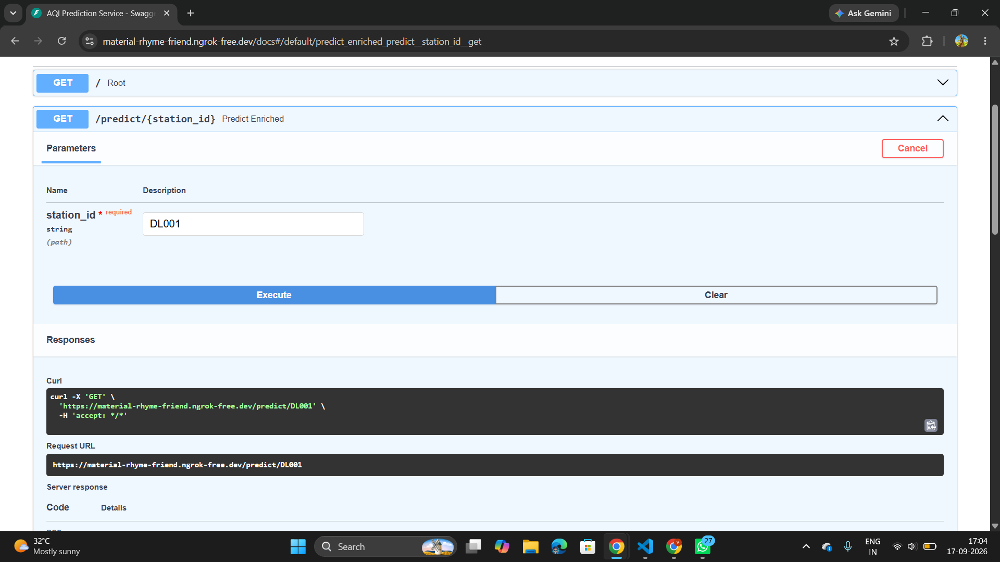 AQI Prediction Service - Swagge
Ask Gemini
material-rhyme-friend.ngrok-free.dev/docs#/default/predict_enriched_predict__station_id__get
GET / Root
GET /predict/{station_id} Predict Enriched
Parameters
Cancel
Name Description
station_id * required
string
(path)
DL001
Execute
Clear
Responses
Curl
curl -X 'GET' \
'https://material-rhyme-friend.ngrok-free.dev/predict/DL001' \
-H 'accept: */*'
Request URL
https://material-rhyme-friend.ngrok-free.dev/predict/DL001
Server response
Code Details
32°C
Mostly sunny
Search
V
27
ENG
IN
17:04
17-09-2026